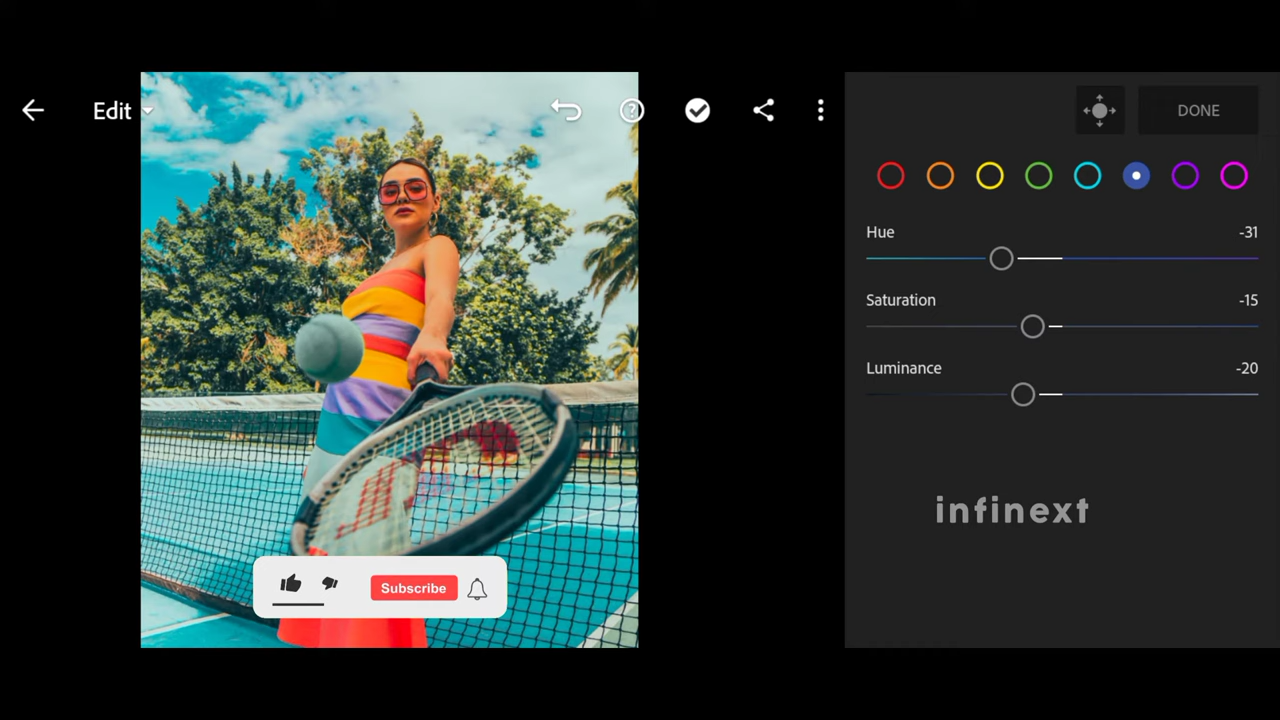 Edit
DONE
Hue -31
Saturation -15
Luminance -20
infinext
Subscribe